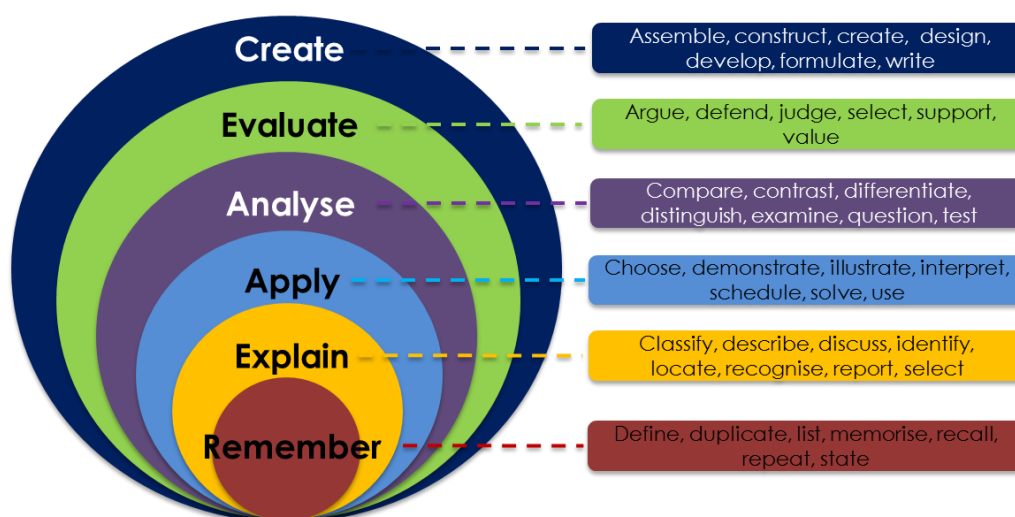 Create
Assemble, construct, create, design,
develop, formulate, write
Evaluate
Argue, defend, judge, select, support,
value
Analyse
Compare, contrast, differentiate,
distinguish, examine, question, test
Apply
Choose, demonstrate, illustrate, interpret,
schedule, solve, use
Explain
Classify, describe, discuss, identify,
locate, recognise, report, select
Remember
Define, duplicate, list, memorise, recall,
repeat, state